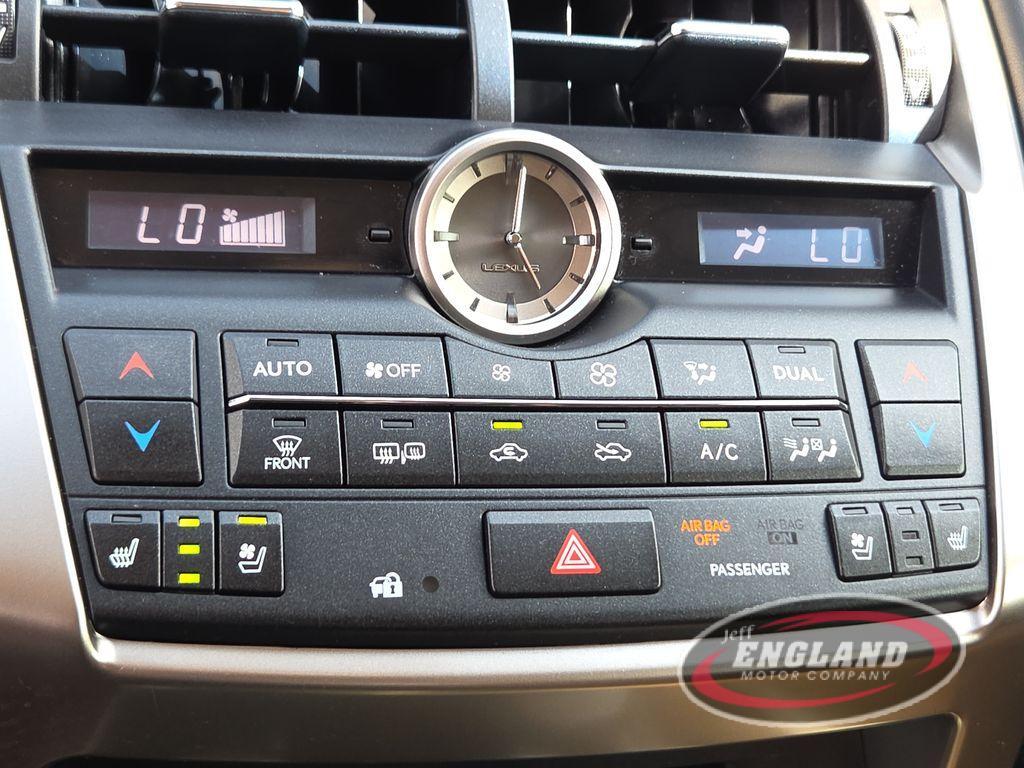 LO
LEXUS
LO
AUTO
OFF
DUAL
FRONT
A/C
AIR BAG
OFF
AIR BAG
ON
PASSENGER
Jeff
ENGLAND
MOTOR COMPANY